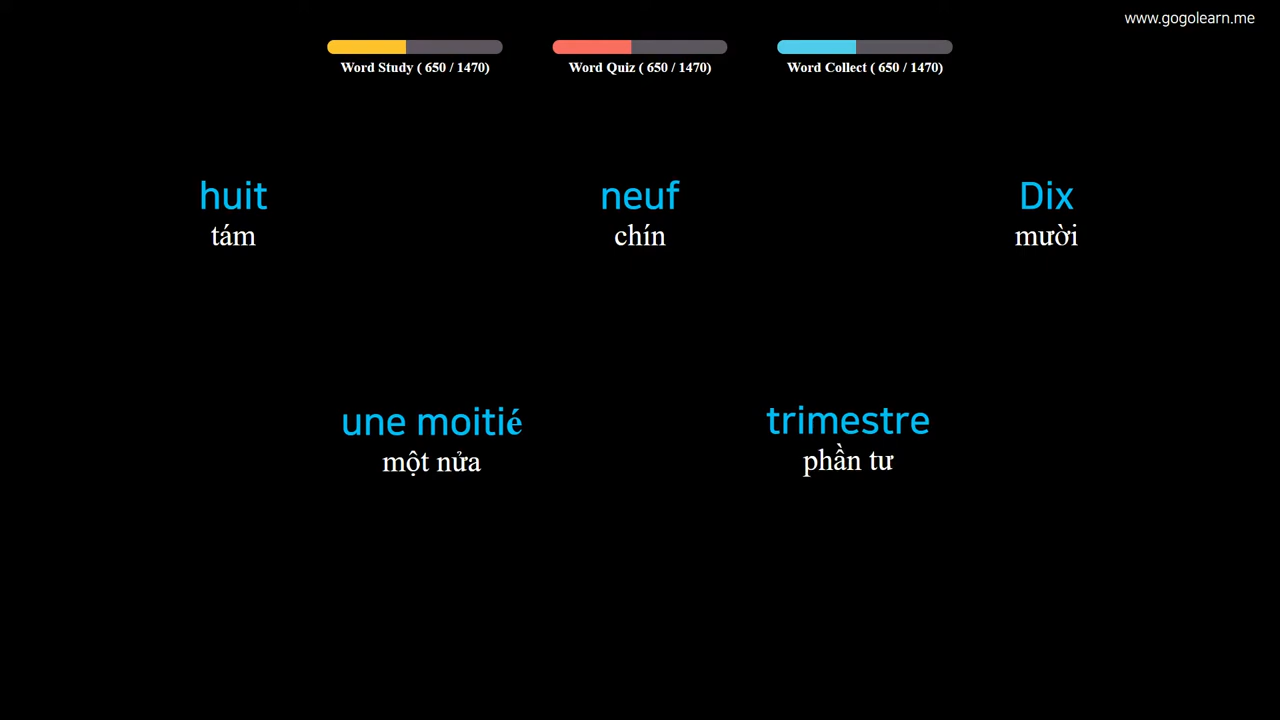 www.gogolearn.me
Word Study ( 650 / 1470)
Word Quiz ( 650 / 1470)
Word Collect ( 650 / 1470)
huit
tám
neuf
chín
Dix
mười
une moitié
một nửa
trimestre
phần tư